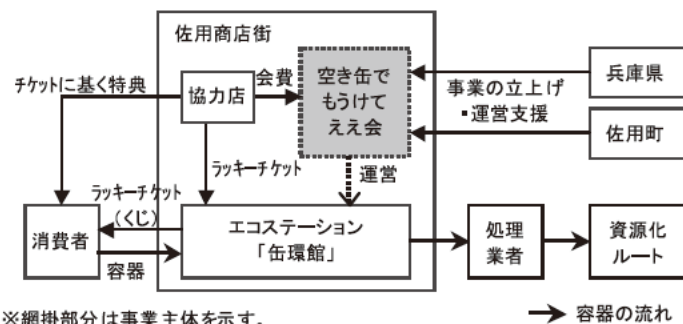 佐用商店街
チケットに基く特典
協力店
会費
空き缶で
もうけて
ええ会
事業の立上げ
・運営支援
兵庫県
佐用町
ラッキーチケット
運営
ラッキーチケット
(くじ)
消費者
容器
エコステーション
「缶環館」
処理
業者
資源化
ルート
※網掛部分は事業主体を示す。
容器の流れ